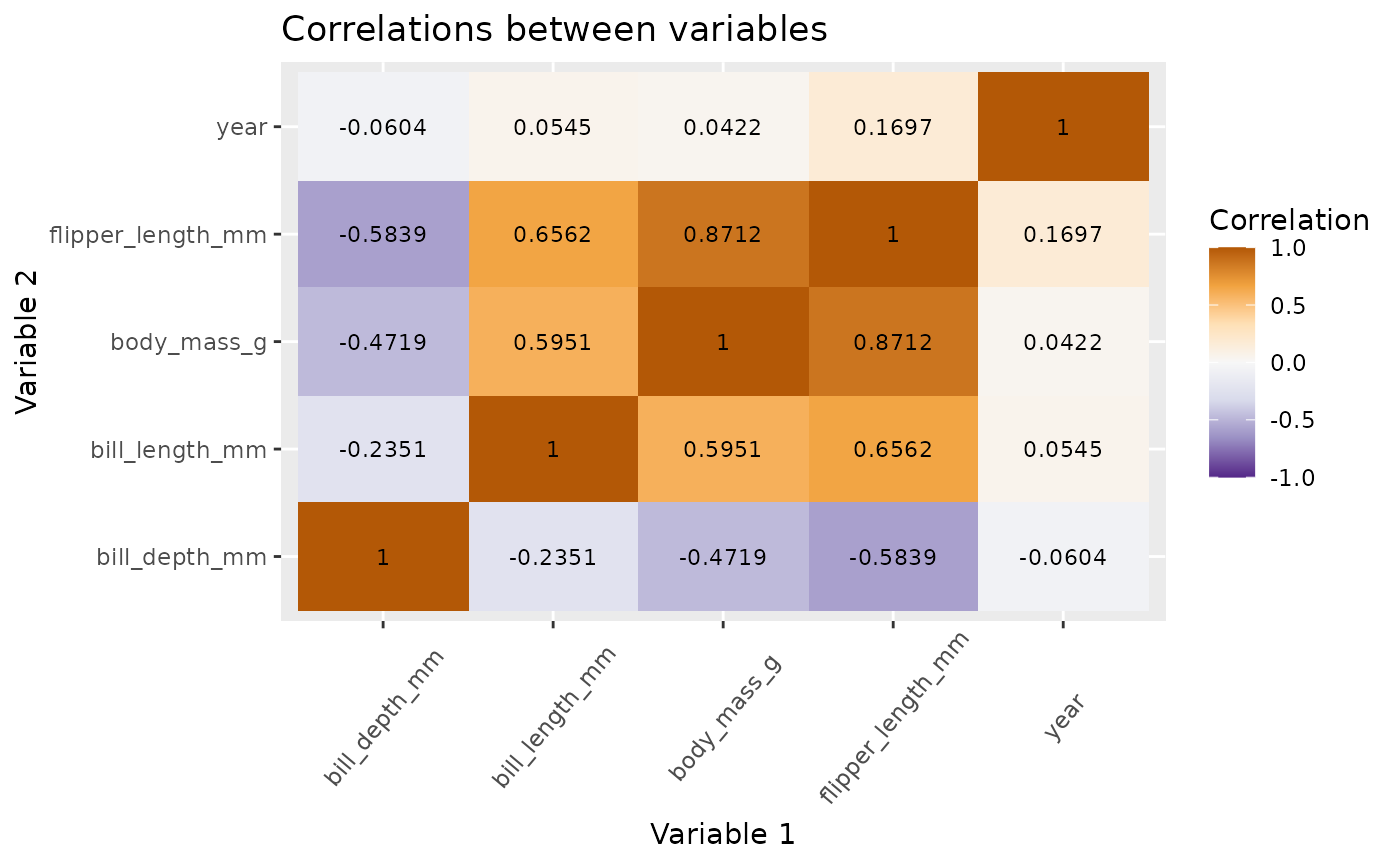 Correlations between variables
year
-0.0604
0.0545
0.0422
0.1697
1
flipper_length_mm
-0.5839
0.6562
0.8712
1
0.1697
body_mass_g
-0.4719
0.5951
1
0.8712
0.0422
bill_length_mm
-0.2351
1
0.5951
0.6562
0.0545
bill_depth_mm
1
-0.2351
-0.4719
-0.5839
-0.0604
Variable 2
bill_depth_mm
bill_length_mm
body_mass_g
flipper_length_mm
year
Variable 1
Correlation
1.0
0.5
0.0
-0.5
-1.0